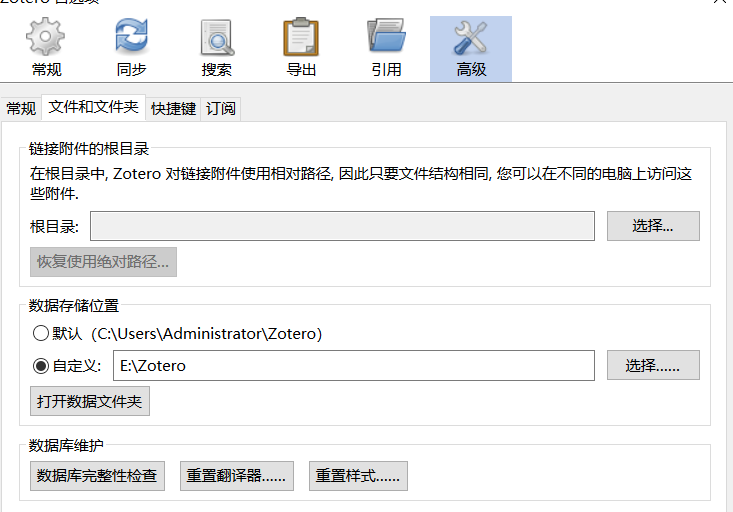 Zotero 首选项
常规 同步 搜索 导出 引用 高级
常规 文件和文件夹 快捷键 订阅
链接附件的根目录
在根目录中, Zotero 对链接附件使用相对路径, 因此只要文件结构相同, 您可以在不同的电脑上访问这
些附件.
根目录: 选择...
恢复使用绝对路径...
数据存储位置
默认（C:\Users\Administrator\Zotero）
自定义: E:\Zotero 选择......
打开数据文件夹
数据库维护
数据库完整性检查 重置翻译器...... 重置样式......